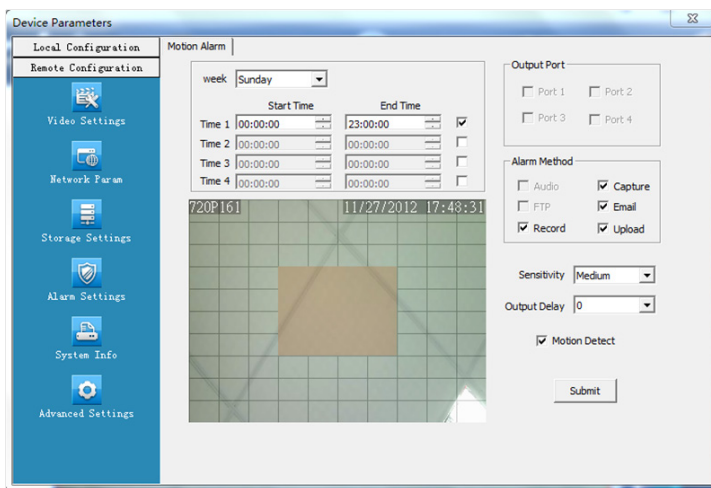 Device Parameters
Local Configuration
Remote Configuration
Video Settings
Network Param
Storage Settings
Alarm Settings
System Info
Advanced Settings
Motion Alarm
week Sunday
Start Time End Time
Time 1 00:00:00 23:00:00
Time 2 00:00:00 00:00:00
Time 3 00:00:00 00:00:00
Time 4 00:00:00 00:00:00
720P161 11/27/2012 17:48:31
Output Port
Port 1 Port 2
Port 3 Port 4
Alarm Method
Audio Capture
FTP Email
Record Upload
Sensitivity Medium
Output Delay 0
Motion Detect
Submit